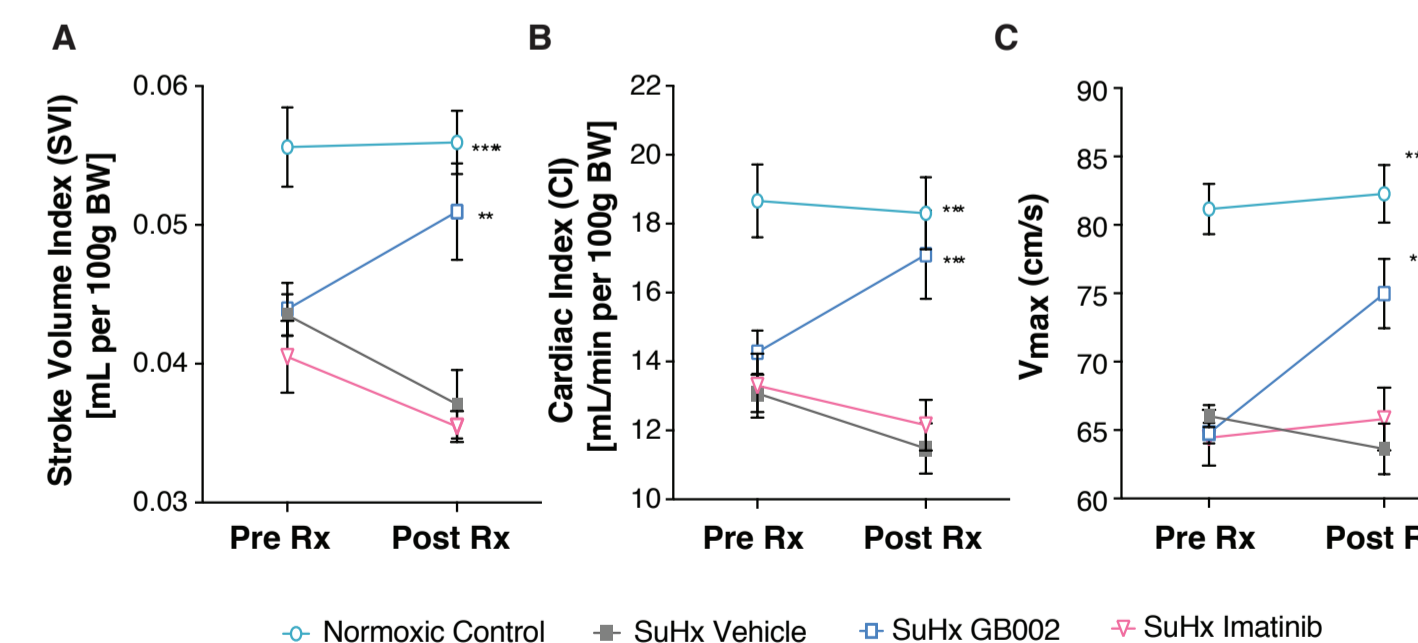 A
B
C
Stroke Volume Index (SVI)
[mL per 100g BW]
0.06
0.05
0.04
0.03
****
**
Pre Rx
Post Rx
Cardiac Index (CI)
[mL/min per 100g BW]
22
20
18
16
14
12
10
***
***
Pre Rx
Post Rx
Vmax (cm/s)
90
85
80
75
70
65
60
**
*
Pre Rx
Post R
Normoxic Control
SuHx Vehicle
SuHx GB002
SuHx Imatinib